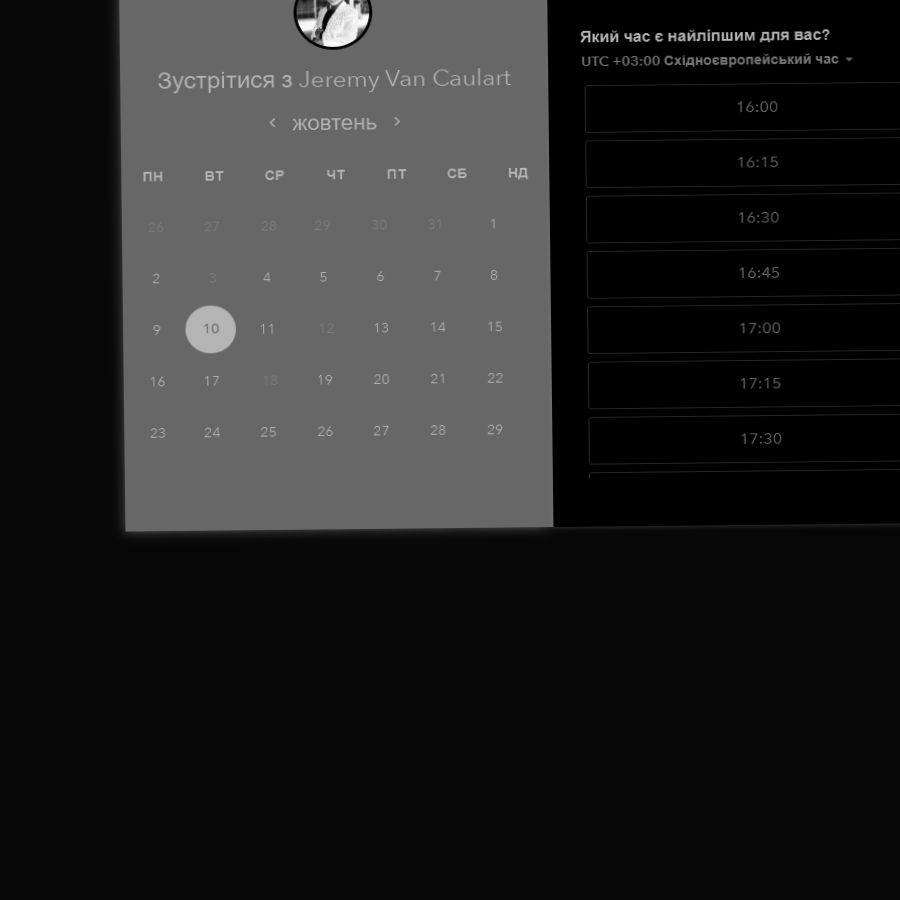 Зустрітися з Jeremy Van Caulart
‹ жовтень ›
ПН ВТ СР ЧТ ПТ СБ НД
26 27 28 29 30 31 1
2 3 4 5 6 7 8
9 10 11 12 13 14 15
16 17 18 19 20 21 22
23 24 25 26 27 28 29
Який час є найліпшим для вас?
UTC +03:00 Східноєвропейський час
16:00
16:15
16:30
16:45
17:00
17:15
17:30